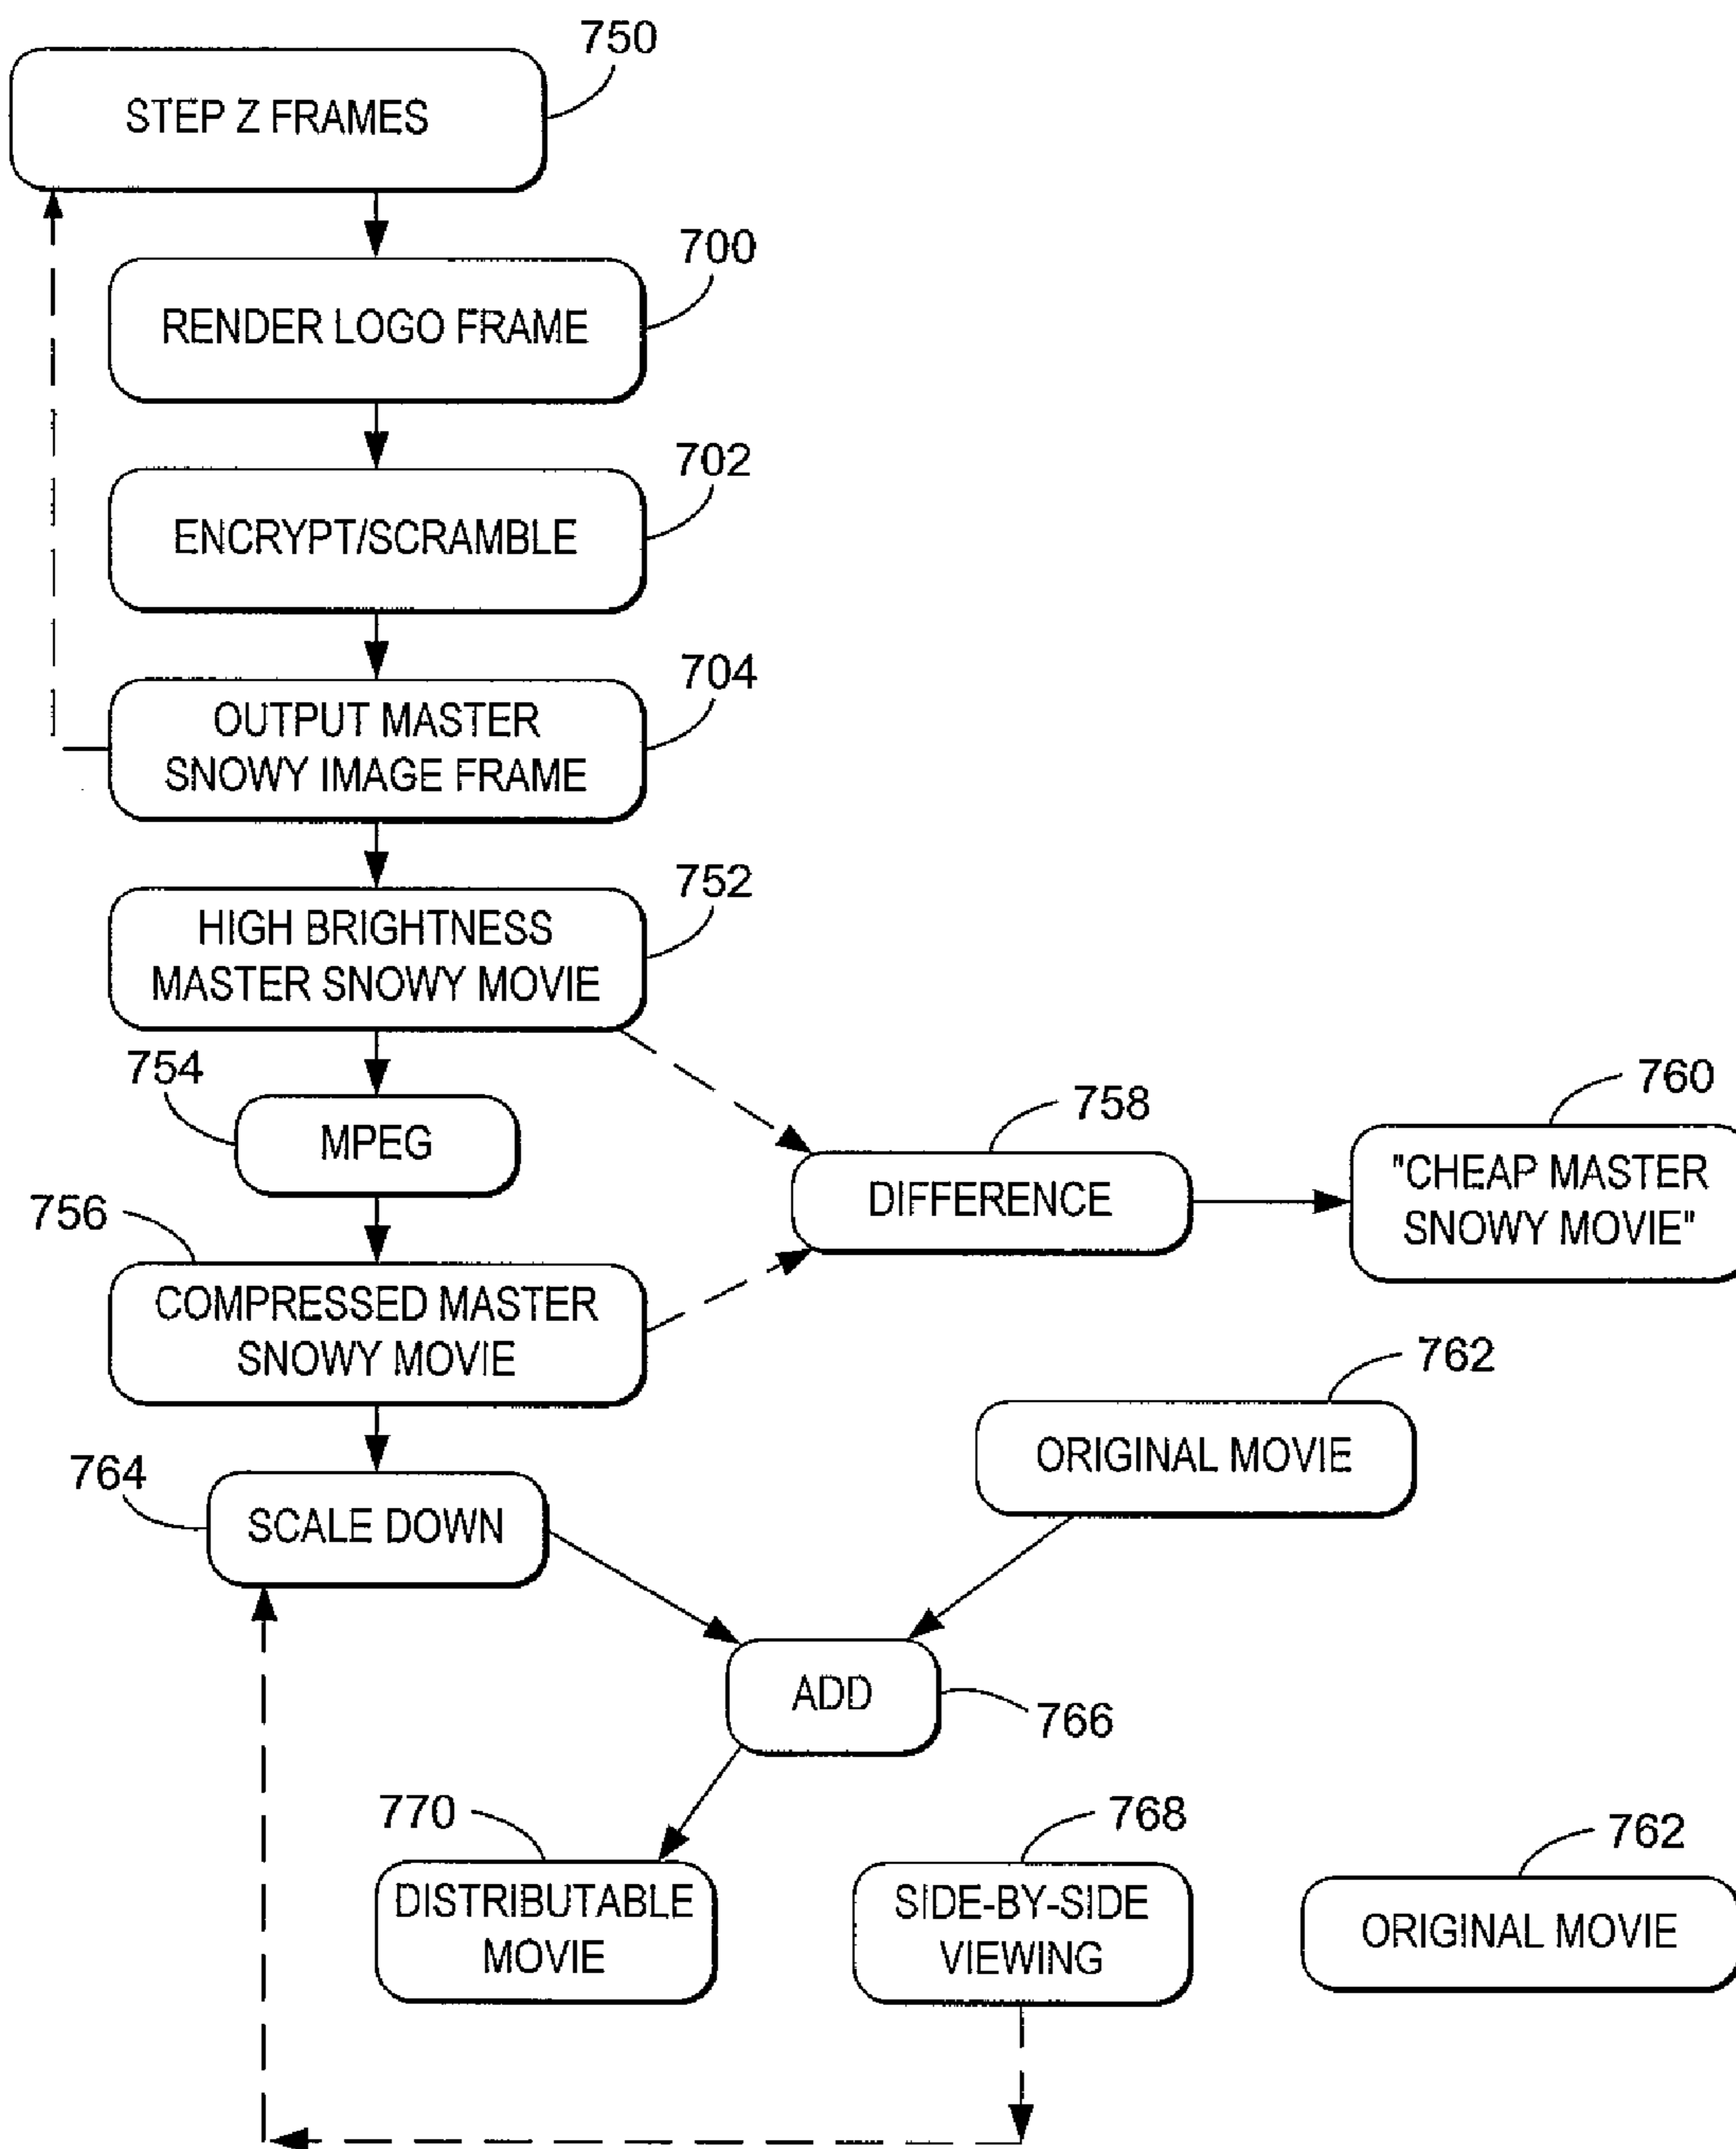 750
STEP Z FRAMES
700
RENDER LOGO FRAME
702
ENCRYPT/SCRAMBLE
704
OUTPUT MASTER
SNOWY IMAGE FRAME
752
HIGH BRIGHTNESS
MASTER SNOWY MOVIE
754
MPEG
758
DIFFERENCE
760
"CHEAP MASTER
SNOWY MOVIE"
756
COMPRESSED MASTER
SNOWY MOVIE
762
ORIGINAL MOVIE
764
SCALE DOWN
ADD
766
770
DISTRIBUTABLE
MOVIE
768
SIDE-BY-SIDE
VIEWING
762
ORIGINAL MOVIE